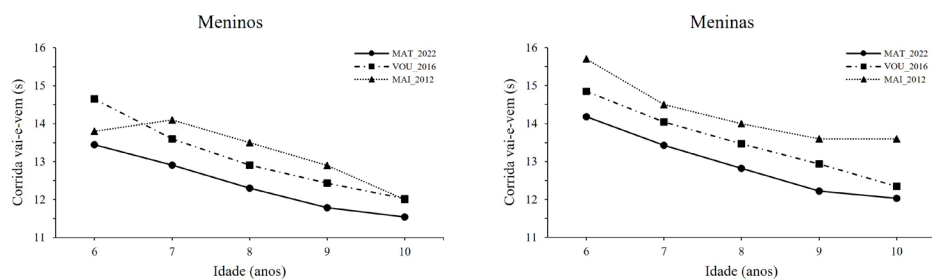 Meninos
16
15
14
13
12
11
Corrida vai-e-vem (s)
MAT_2022
VOU_2016
MAI_2012
6 7 8 9 10
Idade (anos)
Meninas
16
15
14
13
12
11
Corrida vai-e-vem (s)
MAT_2022
VOU_2016
MAI_2012
6 7 8 9 10
Idade (anos)